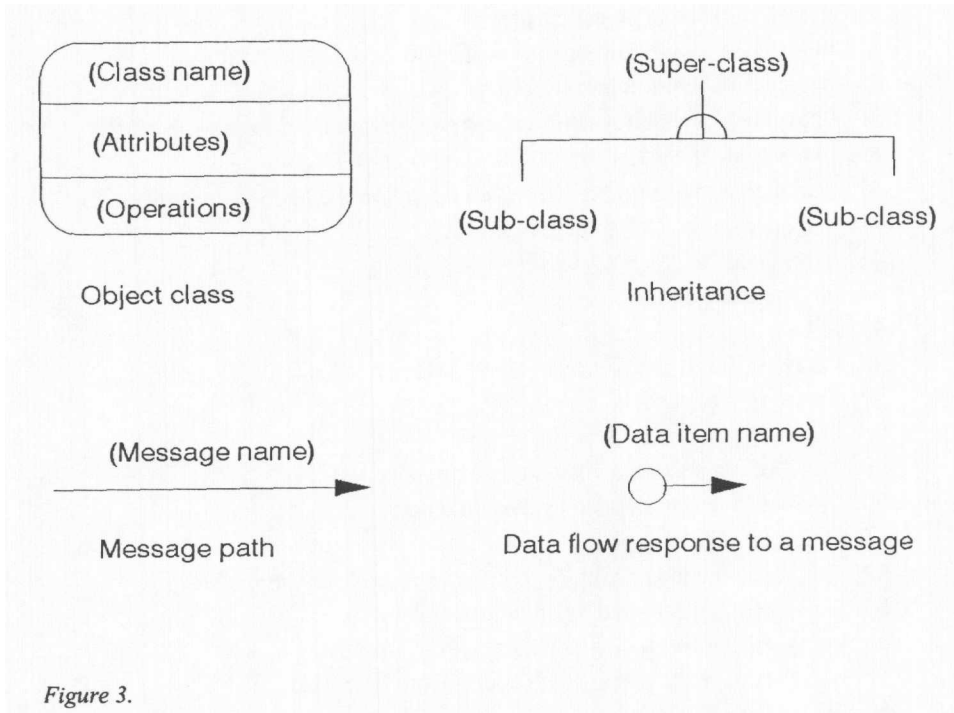 (Class name)
(Attributes)
(Operations)
Object class
(Super-class)
(Sub-class)
(Sub-class)
Inheritance
(Message name)
Message path
(Data item name)
Data flow response to a message
Figure 3.